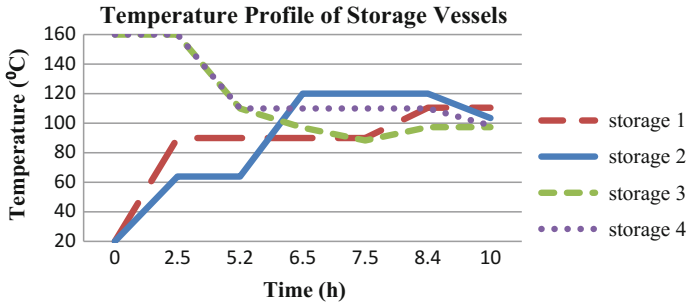 Temperature Profile of Storage Vessels
Temperature (⁰C)
160
140
120
100
80
60
40
20
0 2.5 5.2 6.5 7.5 8.4 10
Time (h)
storage 1
storage 2
storage 3
storage 4